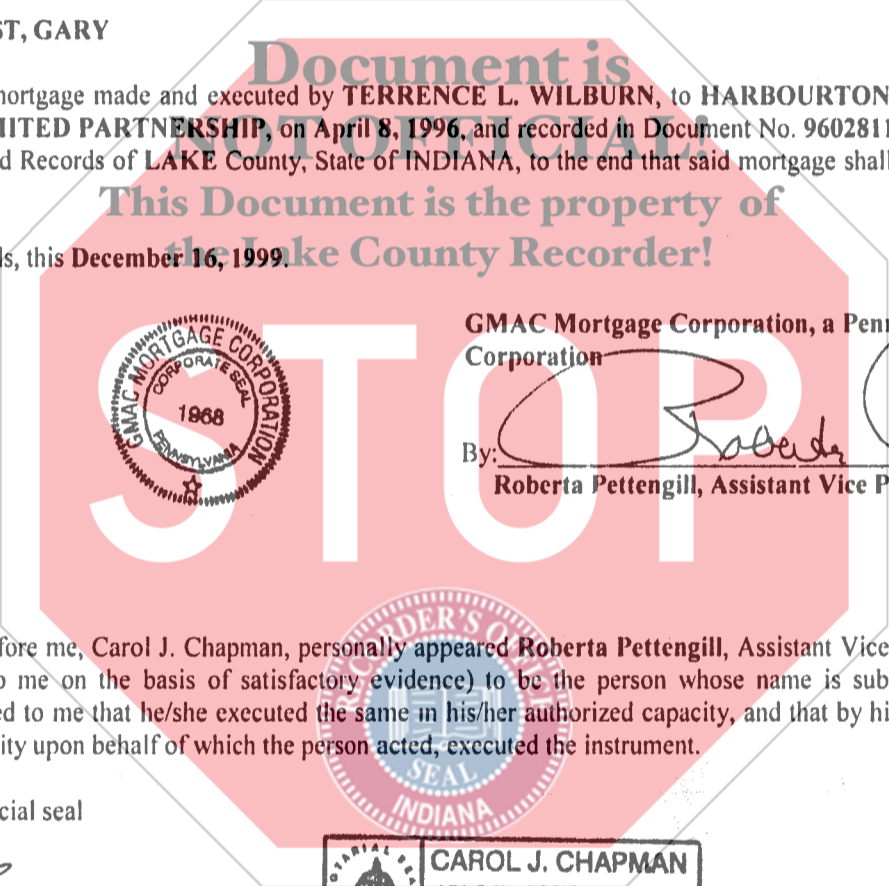 ST, GARY
Document is
mortgage made and executed by TERRENCE L. WILBURN, to HARBOURTON
MITED PARTNERSHIP, on April 8, 1996, and recorded in Document No. 9602811
NOT OFFICIAL!
d Records of LAKE County, State of INDIANA, to the end that said mortgage shall
This Document is the property of
the Lake County Recorder!
ls, this December 16, 1999.
GMAC Mortgage Corporation, a Penn
Corporation
GMAC MORTGAGE CORPORATION
CORPORATE SEAL
1968
PENNSYLVANIA
STOP
By: Roberta
Roberta Pettengill, Assistant Vice P
RECORDER'S OFFICE
fore me, Carol J. Chapman, personally appeared Roberta Pettengill, Assistant Vice
o me on the basis of satisfactory evidence) to be the person whose name is sub
ed to me that he/she executed the same in his/her authorized capacity, and that by hi
ity upon behalf of which the person acted, executed the instrument.
SEAL
INDIANA
cial seal
NOTARIAL SEAL
CAROL J. CHAPMAN